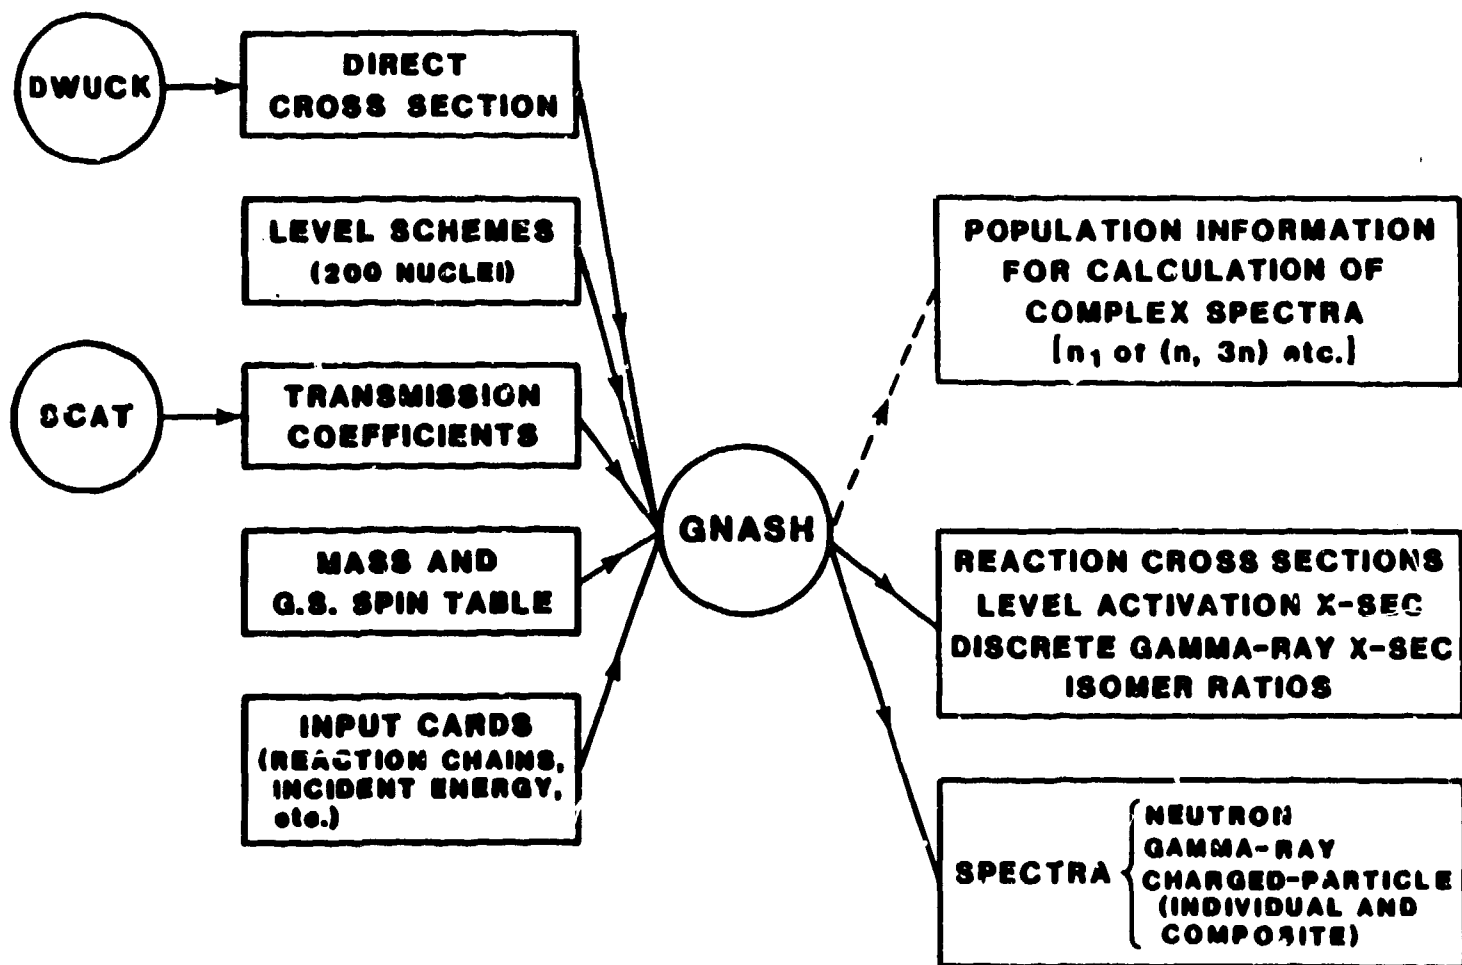 DWUCK
DIRECT
CROSS SECTION
LEVEL SCHEMES
(200 NUCLEI)
SCAT
TRANSMISSION
COEFFICIENTS
MASS AND
G.S. SPIN TABLE
INPUT CARDS
(REACTION CHAINS,
INCIDENT ENERGY,
etc.)
GNASH
POPULATION INFORMATION
FOR CALCULATION OF
COMPLEX SPECTRA
[n1 of (n, 3n) etc.]
REACTION CROSS SECTIONS
LEVEL ACTIVATION X-SEC
DISCRETE GAMMA-RAY X-SEC
ISOMER RATIOS
SPECTRA
NEUTRON
GAMMA-RAY
CHARGED-PARTICLE
(INDIVIDUAL AND
COMPOSITE)